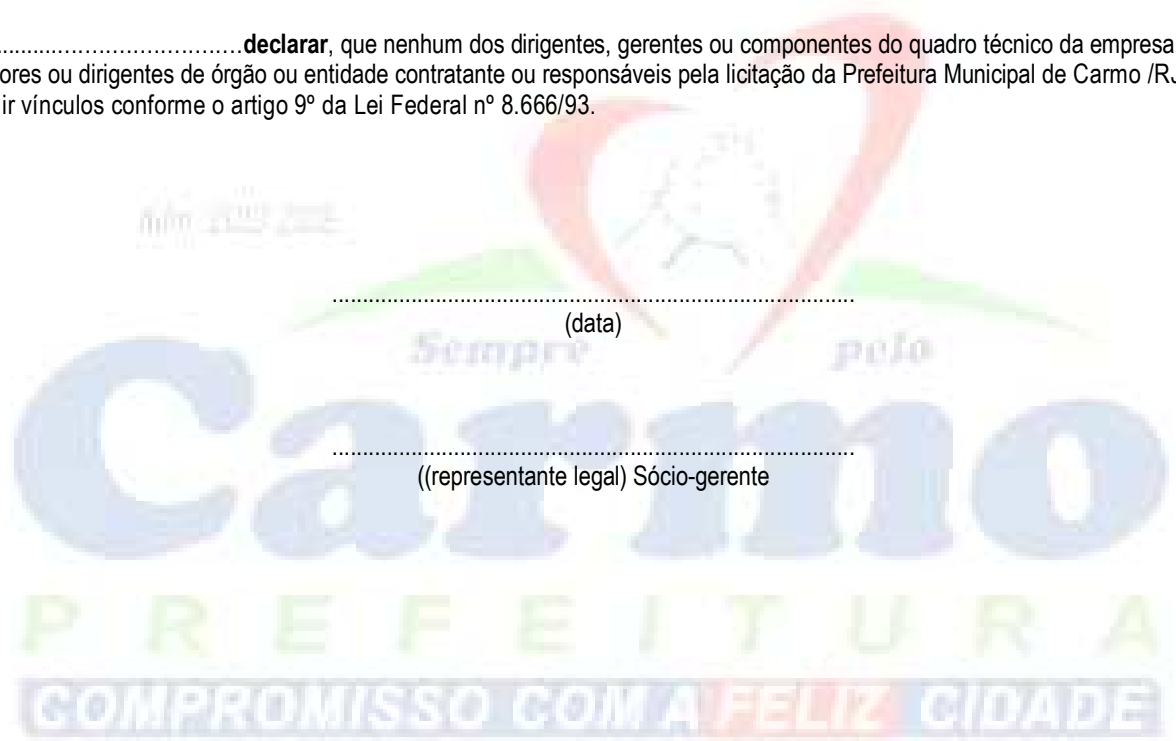 ............................................declarar, que nenhum dos dirigentes, gerentes ou componentes do quadro técnico da empresa
ores ou dirigentes de órgão ou entidade contratante ou responsáveis pela licitação da Prefeitura Municipal de Carmo /RJ
ir vínculos conforme o artigo 9º da Lei Federal nº 8.666/93.
Adm
......................................................................................
(data)
Sempre pelo
Carmo
......................................................................................
((representante legal) Sócio-gerente
PREFEITURA
COMPROMISSO COM A FELIZ CIDADE